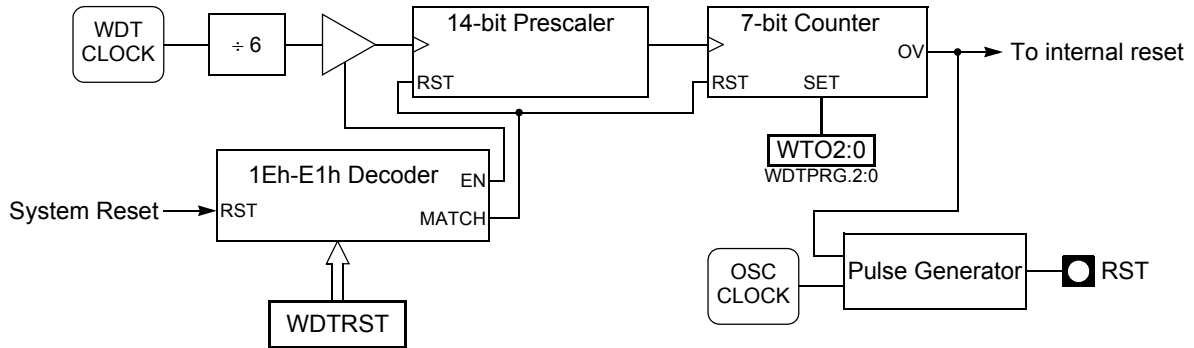 WDT
CLOCK
÷ 6
14-bit Prescaler
RST
7-bit Counter
OV
RST
SET
To internal reset
WTO2:0
WDTPRG.2:0
1Eh-E1h Decoder
EN
RST
MATCH
System Reset
WDTRST
OSC
CLOCK
Pulse Generator
RST